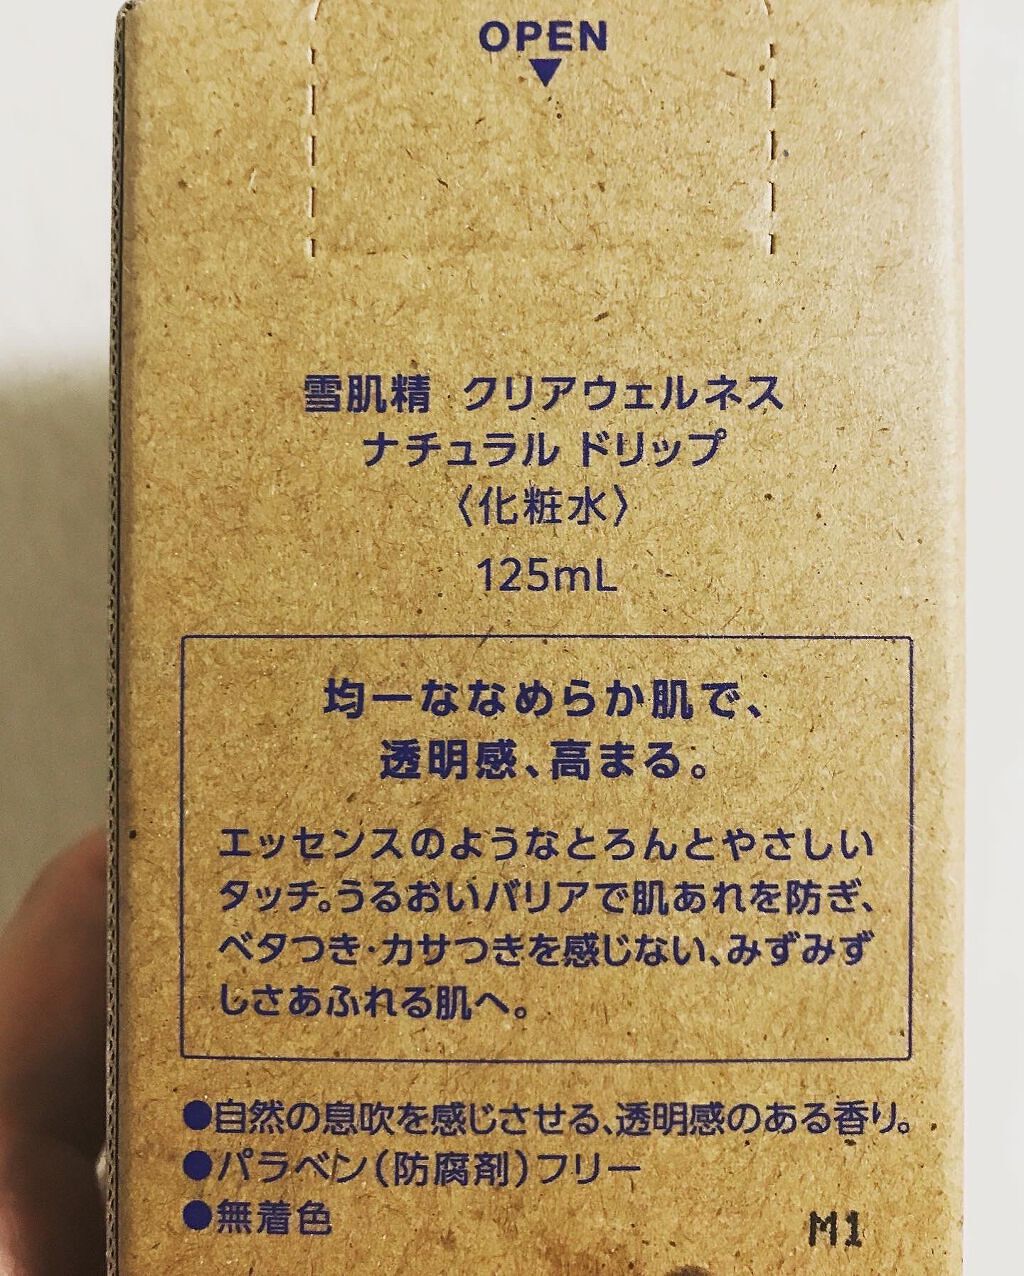 OPEN
雪肌精 クリアウェルネス
ナチュラル ドリップ
〈化粧水〉
125mL
均一ななめらか肌で、
透明感、高まる。
エッセンスのようなとろんとやさしい
タッチ。うるおいバリアで肌あれを防ぎ、
ベタつき・カサつきを感じない、みずみず
しさあふれる肌へ。
●自然の息吹を感じさせる、透明感のある香り。
●パラベン(防腐剤)フリー
●無着色
M1